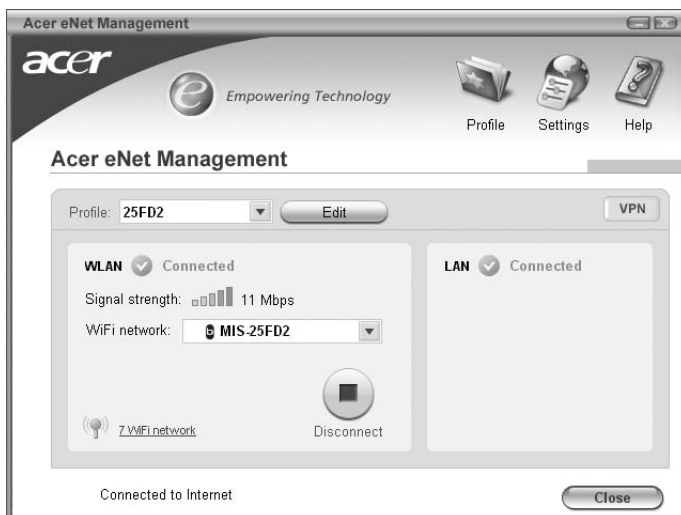 Acer eNet Management
acer
e Empowering Technology
Profile Settings Help
Acer eNet Management
Profile: 25FD2 Edit VPN
WLAN Connected
Signal strength: 11 Mbps
WiFi network: b MIS-25FD2
7 WiFi network
Disconnect
LAN Connected
Connected to Internet
Close